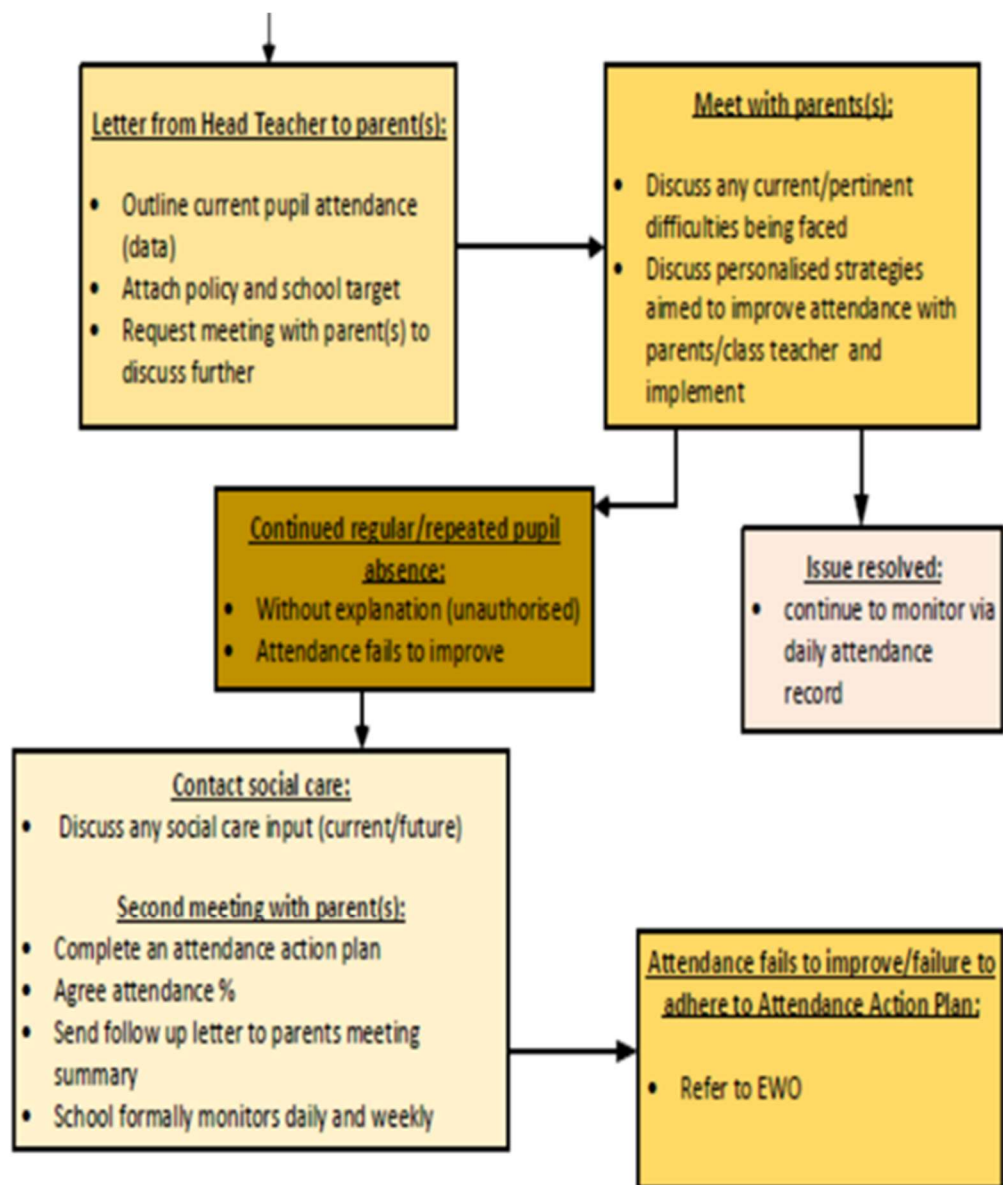 Letter from Head Teacher to parent(s):
• Outline current pupil attendance
(data)
• Attach policy and school target
• Request meeting with parent(s) to
discuss further
Meet with parents(s):
• Discuss any current/pertinent
difficulties being faced
• Discuss personalised strategies
aimed to improve attendance with
parents/class teacher and
implement
Continued regular/repeated pupil
absence:
• Without explanation (unauthorised)
• Attendance fails to improve
Issue resolved:
• continue to monitor via
daily attendance
record
Contact social care:
• Discuss any social care input (current/future)
Second meeting with parent(s):
• Complete an attendance action plan
• Agree attendance %
• Send follow up letter to parents meeting
summary
• School formally monitors daily and weekly
Attendance fails to improve/failure to
adhere to Attendance Action Plan:
• Refer to EWO